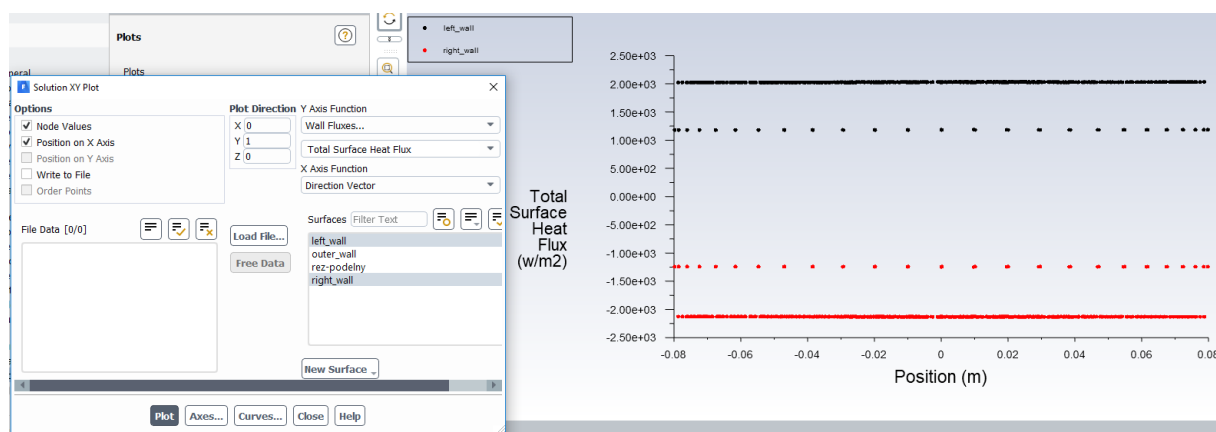 Plots
Plots
neral
Solution XY Plot
Options
Node Values
Position on X Axis
Position on Y Axis
Write to File
Order Points
Plot Direction
X 0
Y 1
Z 0
Y Axis Function
Wall Fluxes...
Total Surface Heat Flux
X Axis Function
Direction Vector
File Data [0/0]
Load File...
Free Data
Surfaces Filter Text
left_wall
outer_wall
rez-podelny
right_wall
New Surface
Plot Axes... Curves... Close Help
left_wall
right_wall
Total
Surface
Heat
Flux
(w/m2)
2.50e+03
2.00e+03
1.50e+03
1.00e+03
5.00e+02
0.00e+00
-5.00e+02
-1.00e+03
-1.50e+03
-2.00e+03
-2.50e+03
-0.08 -0.06 -0.04 -0.02 0 0.02 0.04 0.06 0.08
Position (m)